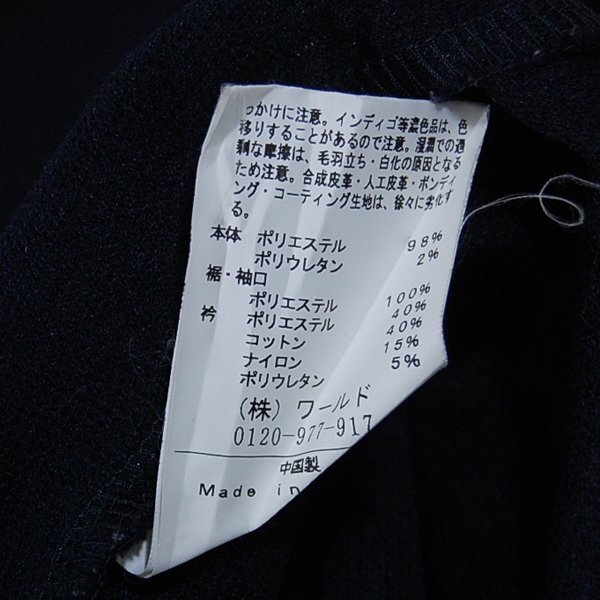 っかけに注意。インディゴ等濃色品は、色
移りすることがあるので注意。湿潤での過
剰な摩擦は、毛羽立ち・白化の原因となる
ため注意。合成皮革・人工皮革・ボンディ
ング・コーティング生地は、徐々に劣化す
る。
本体 ポリエステル 98%
ポリウレタン 2%
裾・袖口
ポリエステル 100%
衿 ポリエステル 40%
コットン 40%
ナイロン 15%
ポリウレタン 5%
(株) ワールド
0120-977-917
中国製
Made in